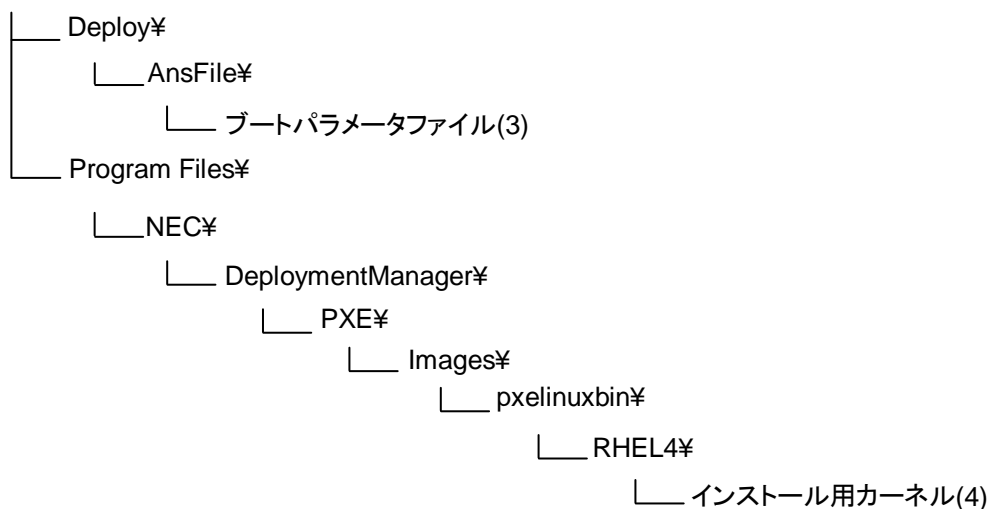 Deploy¥
AnsFile¥
ブートパラメータファイル(3)
Program Files¥
NEC¥
DeploymentManager¥
PXE¥
Images¥
pxelinuxbin¥
RHEL4¥
インストール用カーネル(4)